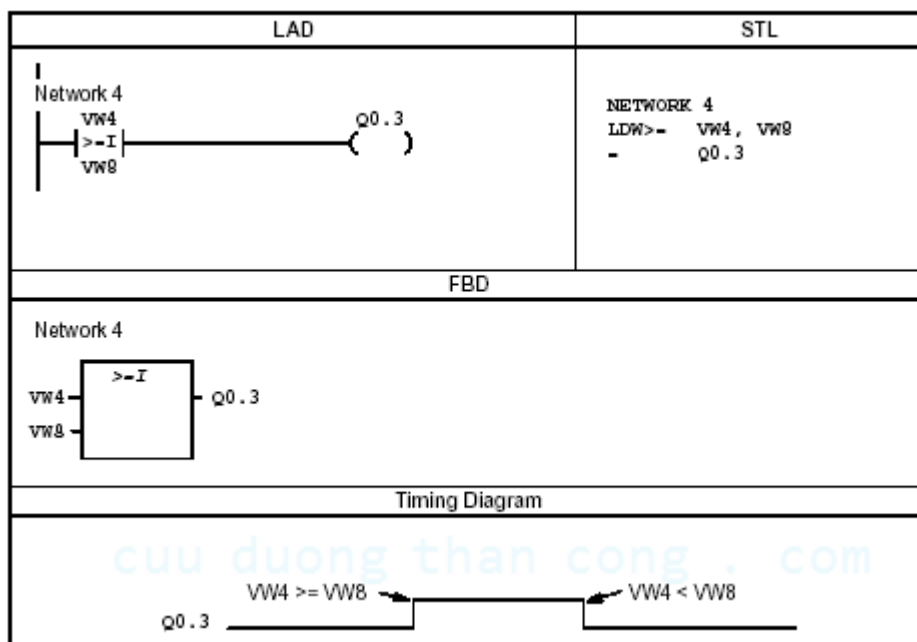 LAD
STL
Network 4
VW4
>=I
VW8
Q0.3
NETWORK 4
LDW>= VW4, VW8
= Q0.3
FBD
Network 4
>=I
VW4
VW8
Q0.3
Timing Diagram
cuu duong than cong . com
VW4 >= VW8
VW4 < VW8
Q0.3